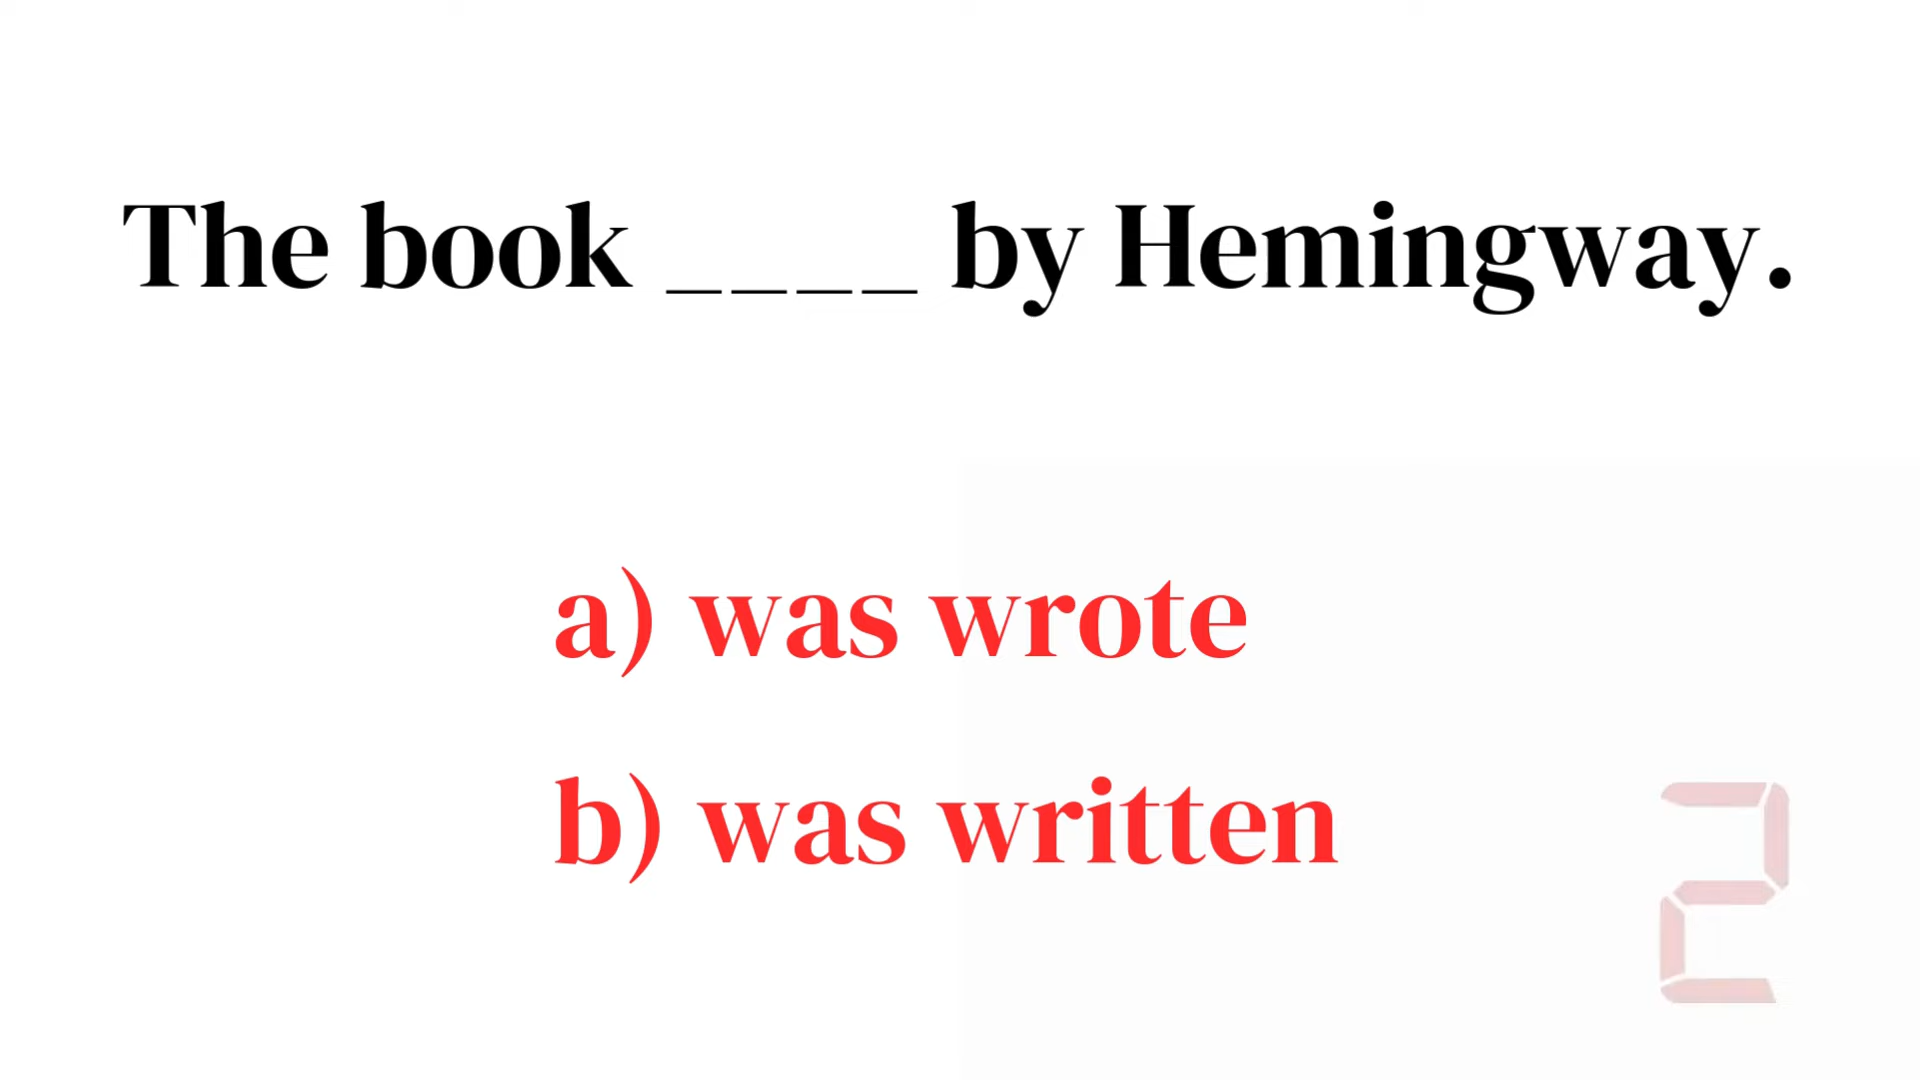 The book ____ by Hemingway.
a) was wrote
b) was written
2